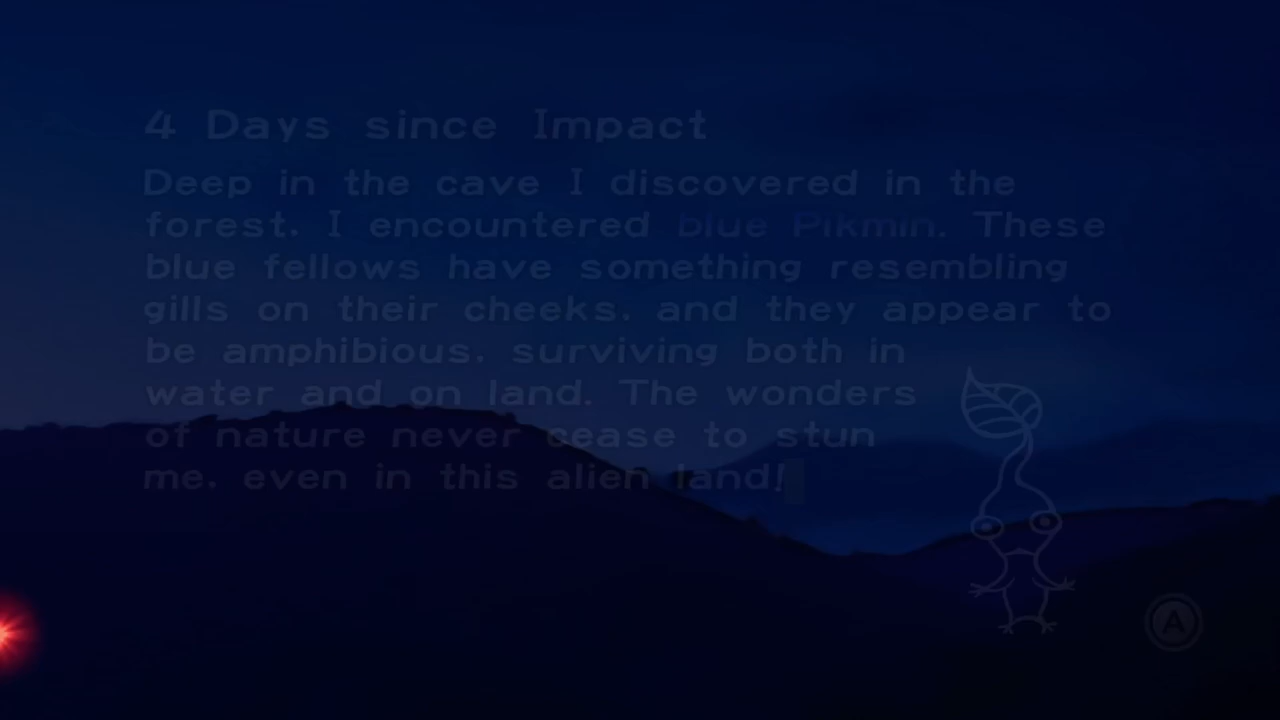 4 Days since Impact
Deep in the cave I discovered in the
forest, I encountered blue Pikmin. These
blue fellows have something resembling
gills on their cheeks, and they appear to
be amphibious, surviving both in
water and on land. The wonders
of nature never cease to stun
me, even in this alien land!
A